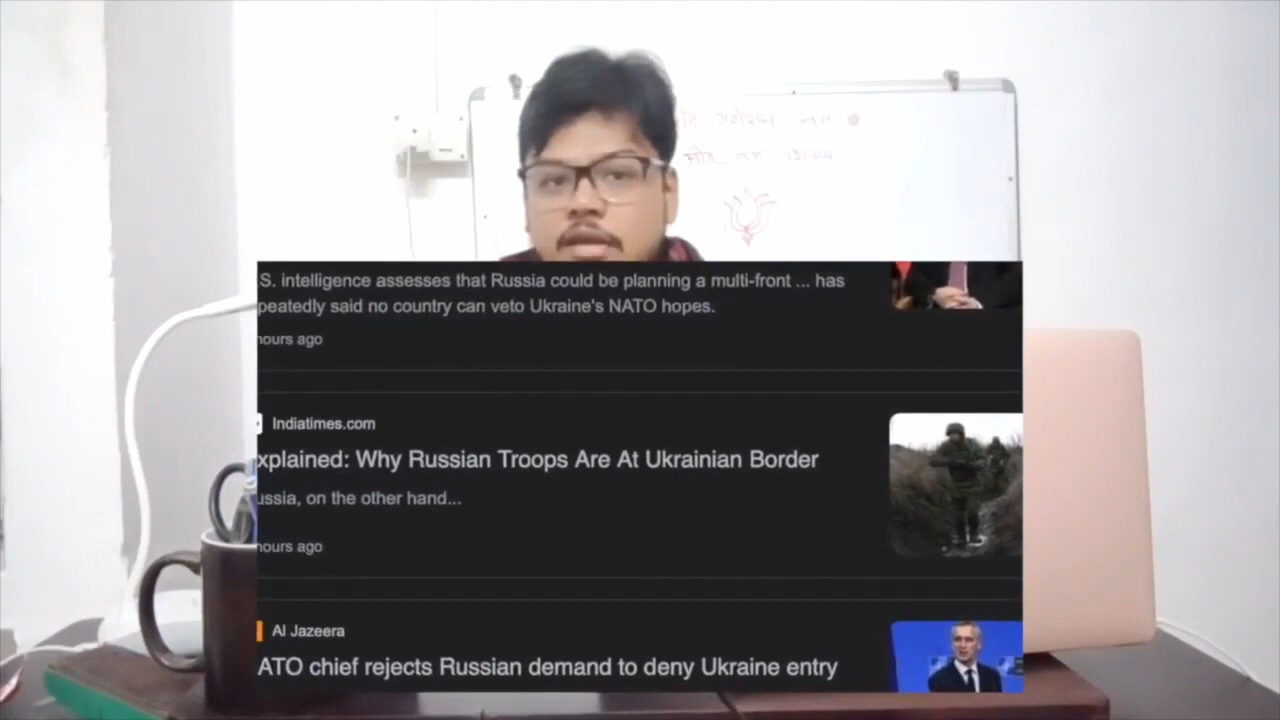 S. intelligence assesses that Russia could be planning a multi-front ... has
peatedly said no country can veto Ukraine's NATO hopes.
hours ago
Indiatimes.com
xplained: Why Russian Troops Are At Ukrainian Border
ussia, on the other hand...
hours ago
Al Jazeera
ATO chief rejects Russian demand to deny Ukraine entry